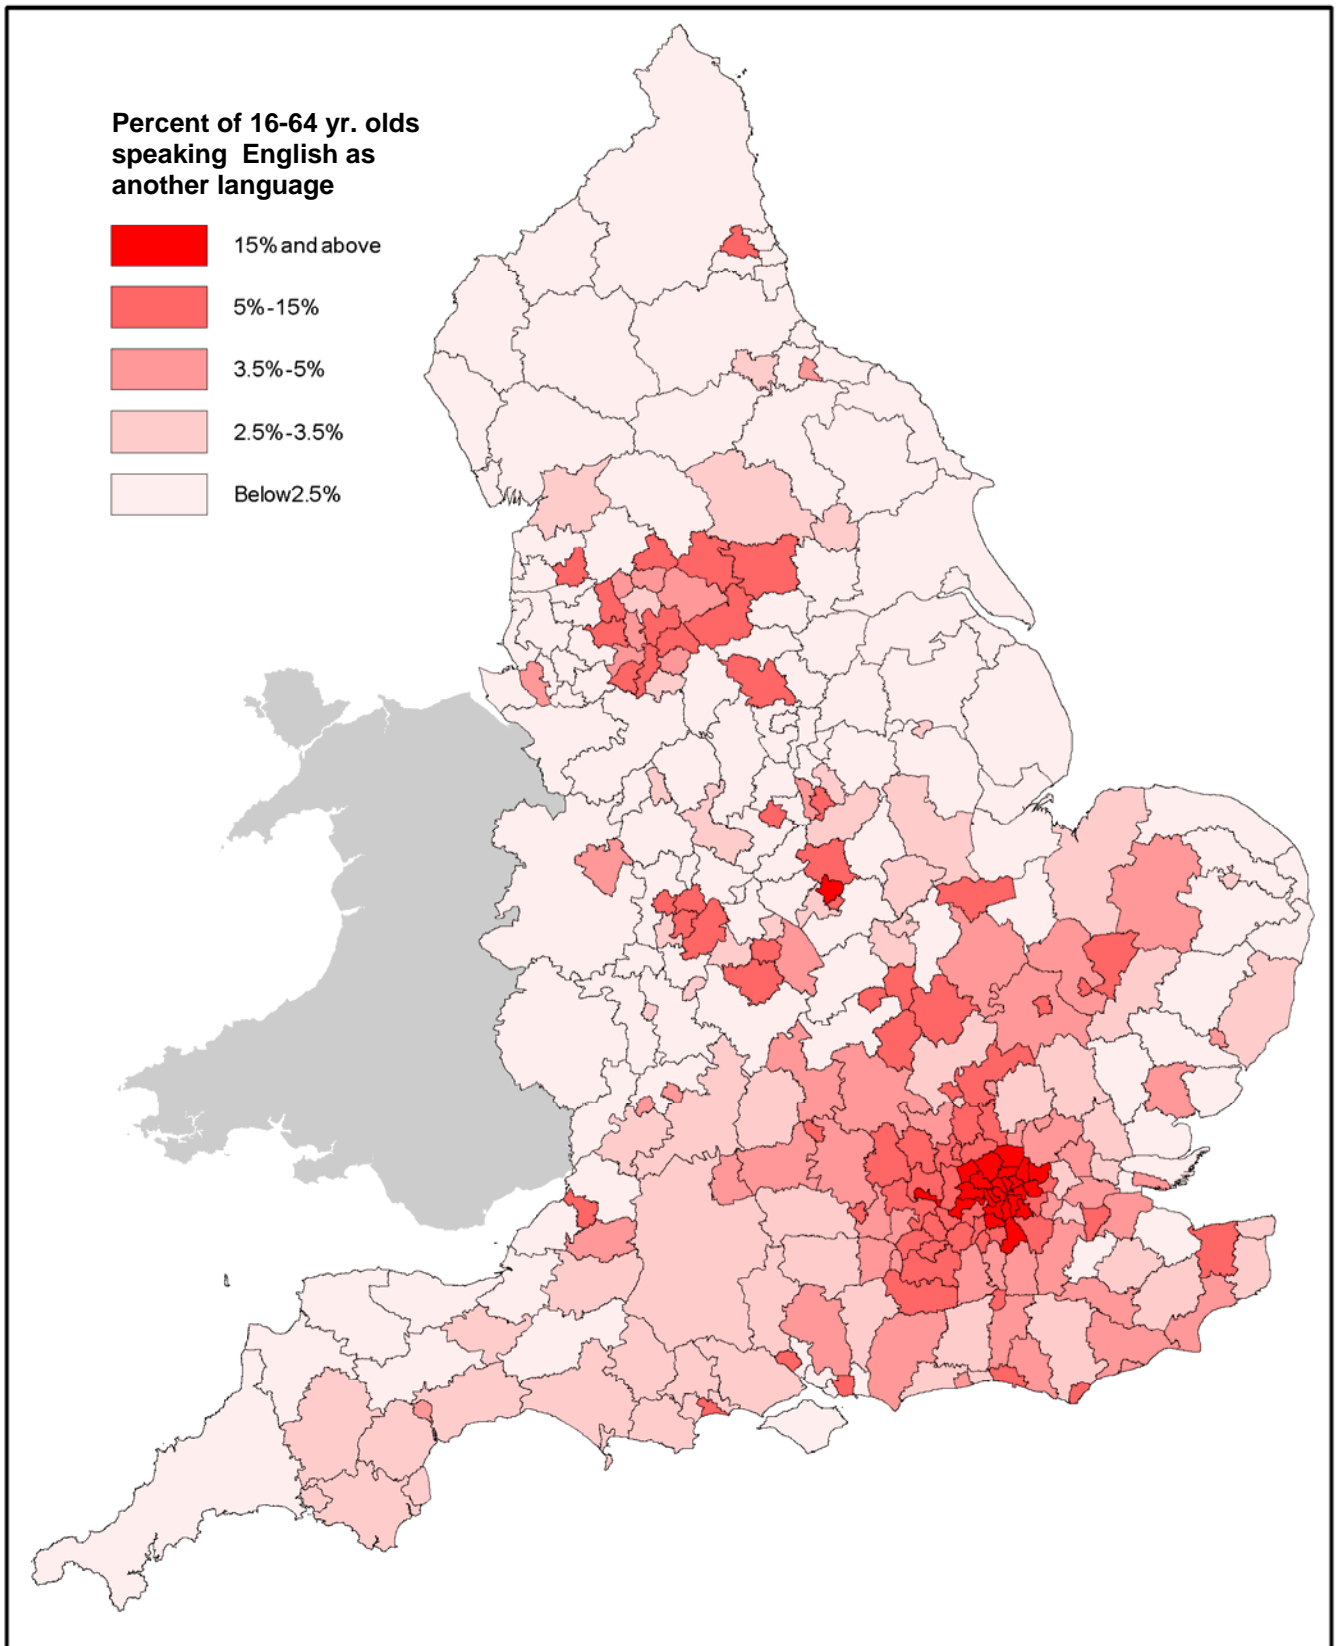 Percent of 16-64 yr. olds
speaking English as
another language
15% and above
5%-15%
3.5%-5%
2.5%-3.5%
Below2.5%